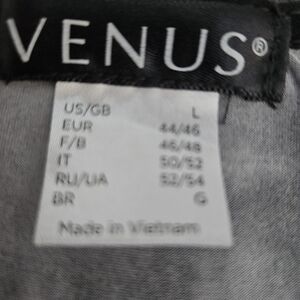 VENUS®
US/GB L
EUR 44/46
F/B 46/48
IT 50/52
RU/UA 52/54
BR G
Made in Vietnam